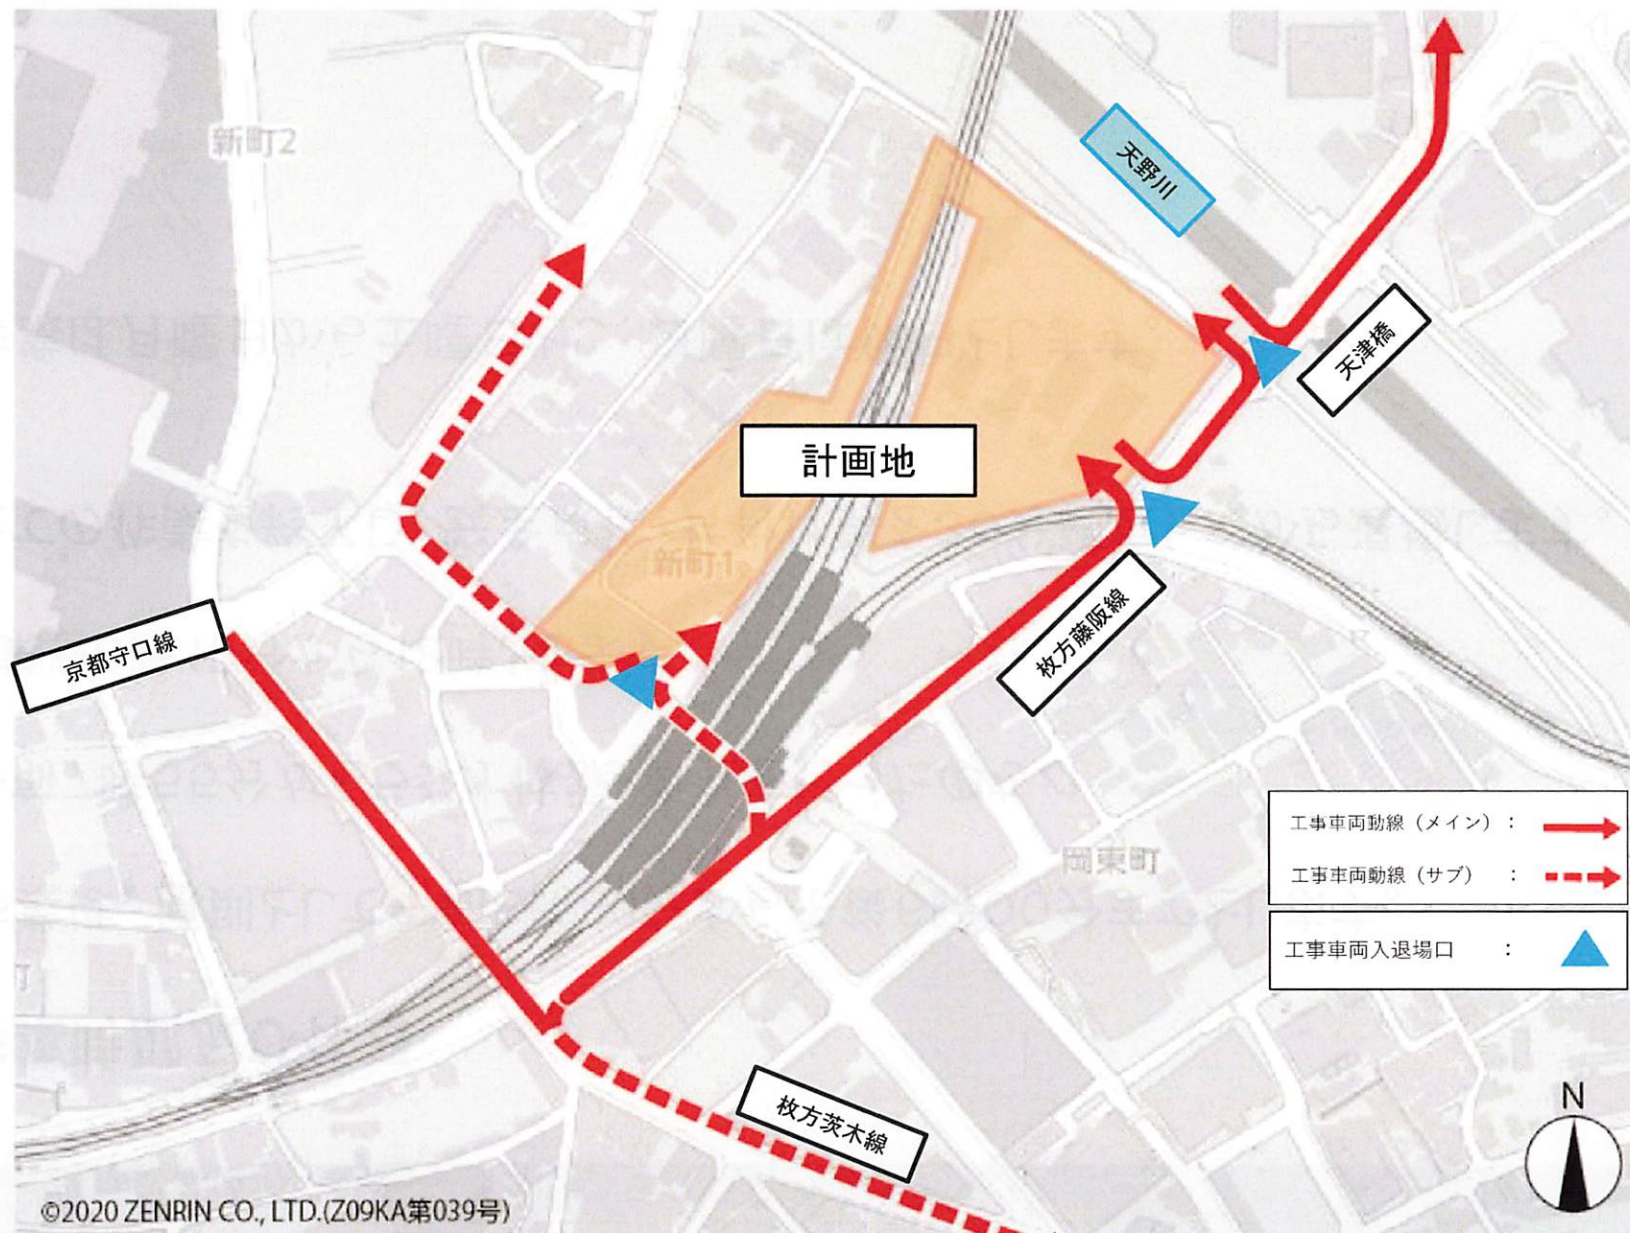 新町2
天野川
天津橋
計画地
新町1
枚方藤阪線
京都守口線
工事車両動線（メイン）：
工事車両動線（サブ）　：
岡東町
工事車両入退場口　　：
枚方茨木線
N
©2020 ZENRIN CO., LTD.(Z09KA第039号)